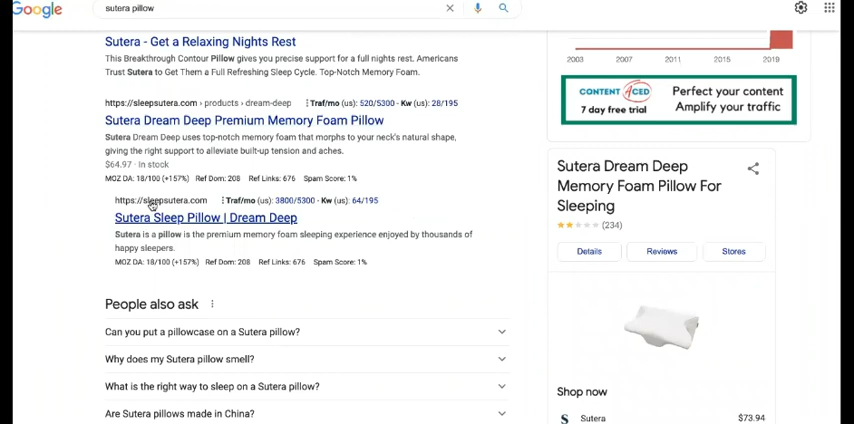 Google
sutera pillow
Sutera - Get a Relaxing Nights Rest
This Breakthrough Contour Pillow gives you precise support for a full nights rest. Americans
Trust Sutera to Get Them a Full Refreshing Sleep Cycle. Top-Notch Memory Foam.
https://sleepsutera.com › products › dream-deep
Traf/mo (us): 520/5300 - Kw (us): 28/195
Sutera Dream Deep Premium Memory Foam Pillow
Sutera Dream Deep uses top-notch memory foam that morphs to your neck's natural shape,
giving the right support to alleviate built-up tension and aches.
$64.97 · In stock
MOZ DA: 18/100 (+157%) Ref Dom: 208 Ref Links: 676 Spam Score: 1%
https://sleepsutera.com
Traf/mo (us): 3800/5300 - Kw (us): 64/195
Sutera Sleep Pillow | Dream Deep
Sutera is a pillow is the premium memory foam sleeping experience enjoyed by thousands of
happy sleepers.
MOZ DA: 18/100 (+157%) Ref Dom: 208 Ref Links: 676 Spam Score: 1%
People also ask
Can you put a pillowcase on a Sutera pillow?
Why does my Sutera pillow smell?
What is the right way to sleep on a Sutera pillow?
Are Sutera pillows made in China?
2003 2007 2011 2015 2019
CONTENT ACED
7 day free trial
Perfect your content
Amplify your traffic
Sutera Dream Deep
Memory Foam Pillow For
Sleeping
(234)
Details Reviews Stores
Shop now
S Sutera $73.94